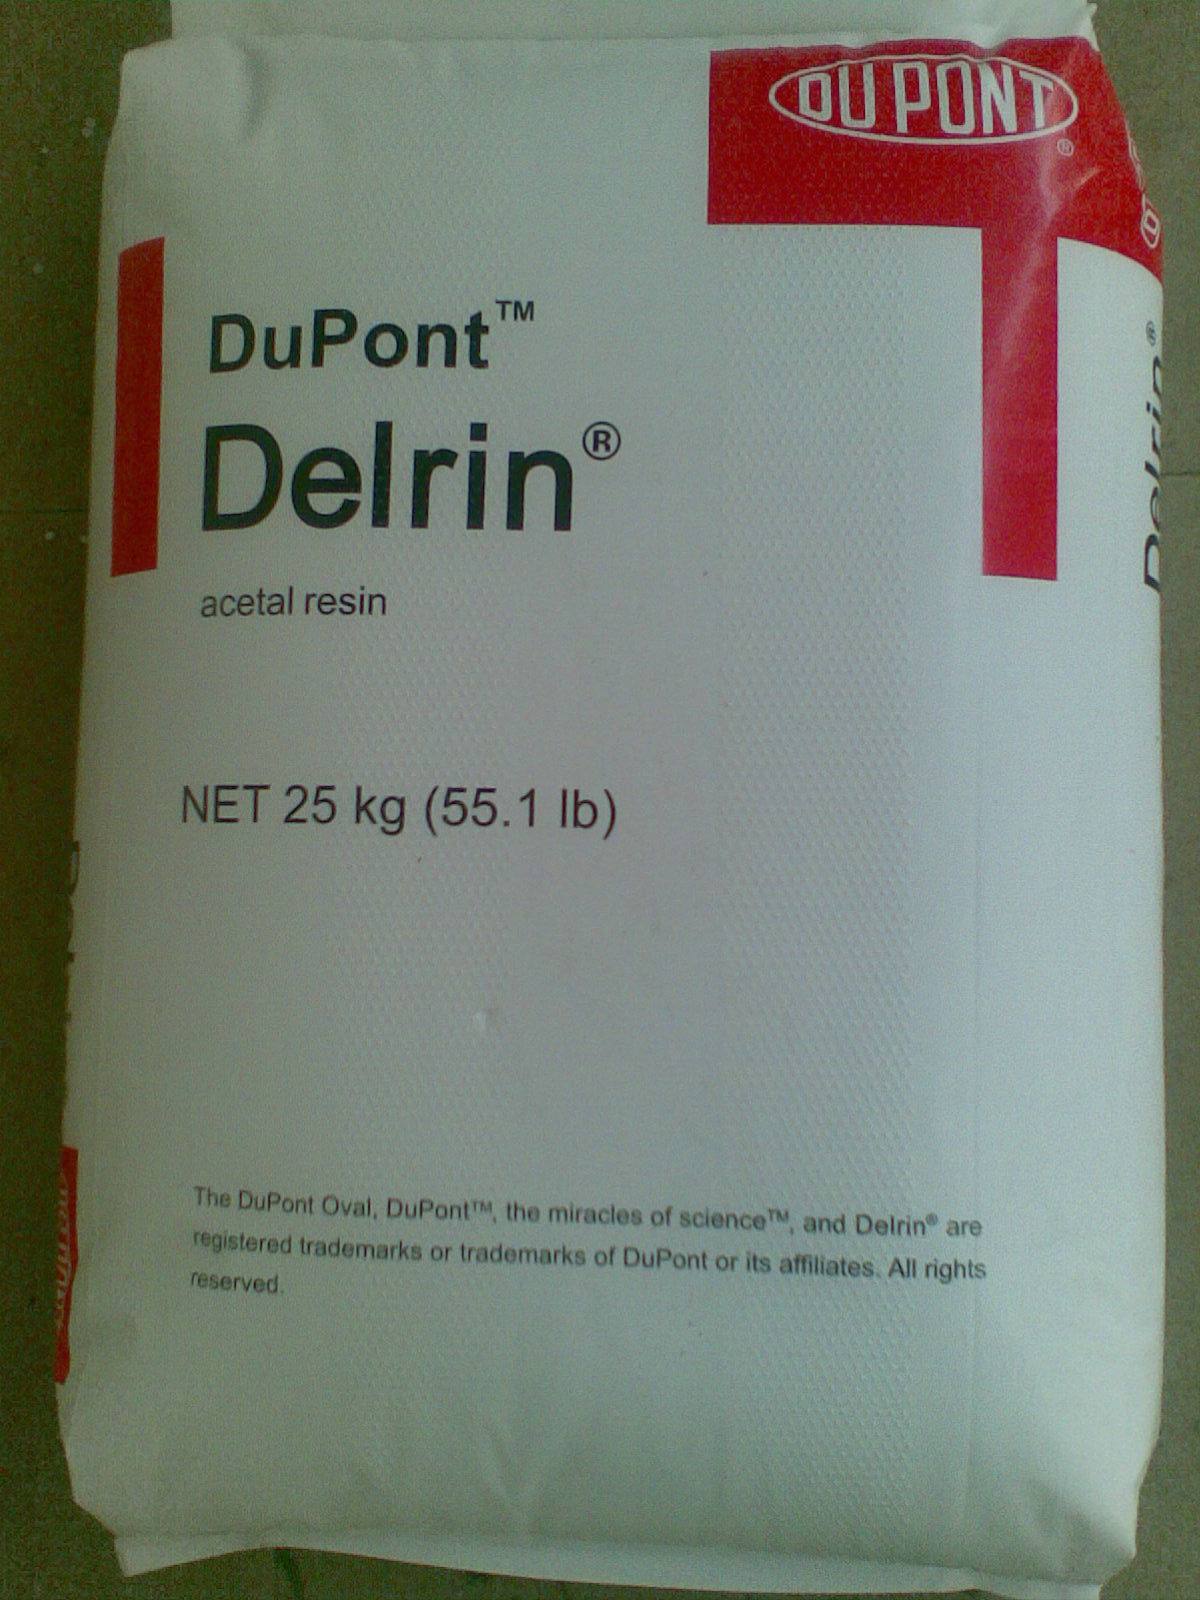 DU PONT
®
DuPont™
Delrin®
acetal resin
NET 25 kg (55.1 lb)
The DuPont Oval, DuPont™, the miracles of science™, and Delrin® are
registered trademarks or trademarks of DuPont or its affiliates. All rights
reserved.
Delrin®